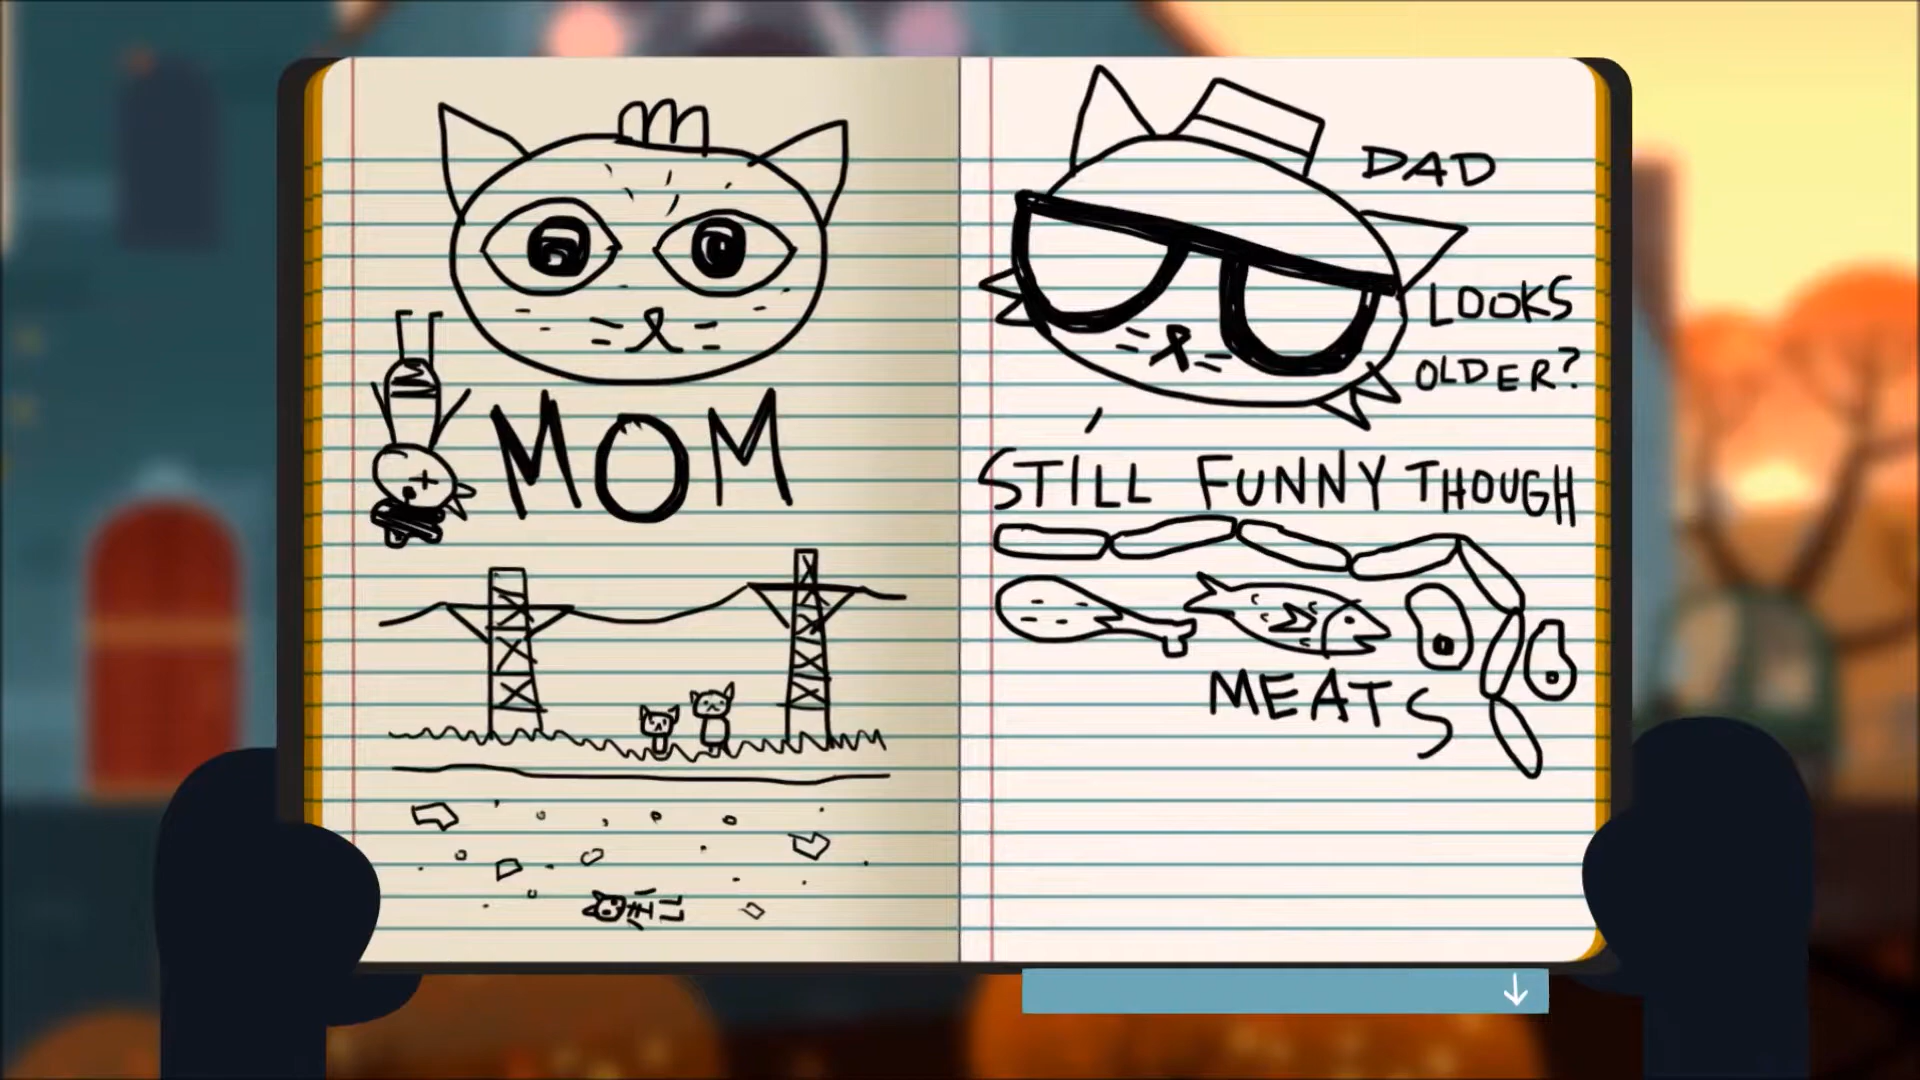 MOM
DAD
LOOKS
OLDER?
STILL FUNNY THOUGH
MEATS